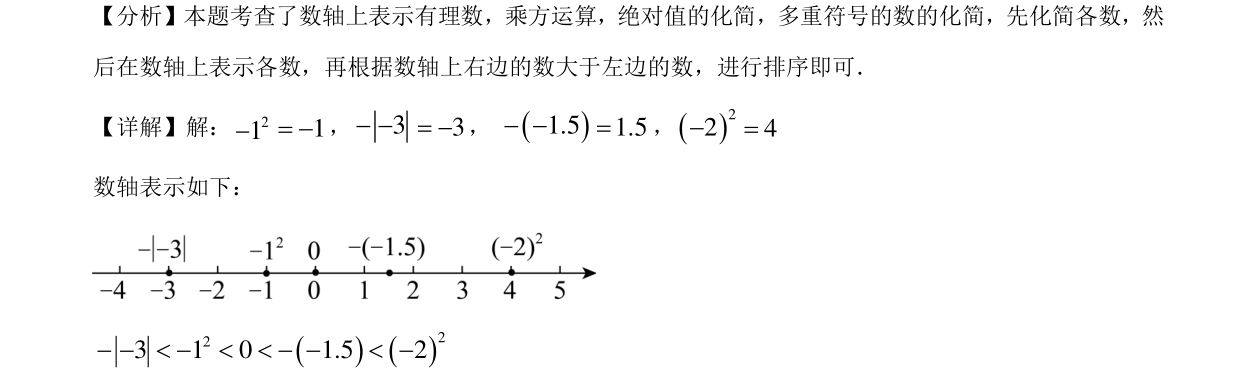 【分析】本题考查了数轴上表示有理数，乘方运算，绝对值的化简，多重符号的数的化简，先化简各数，然
后在数轴上表示各数，再根据数轴上右边的数大于左边的数，进行排序即可．
【详解】解：−1² = −1，−|−3| = −3， −(−1.5) = 1.5，(−2)² = 4
数轴表示如下：
−|−3| −1² 0 −(−1.5) (−2)²
−4 −3 −2 −1 0 1 2 3 4 5
−|−3| < −1² < 0 < −(−1.5) < (−2)²